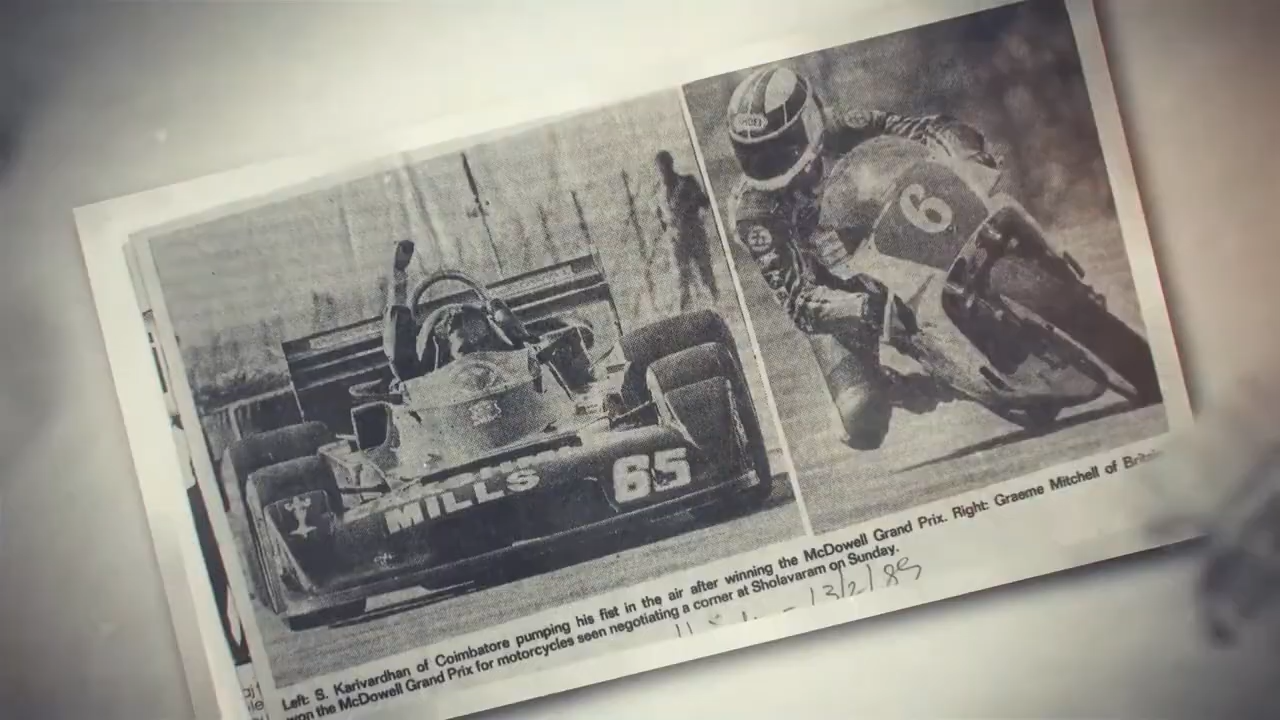 6
MILLS
65
Left: S. Karivardhan of Coimbatore pumping his fist in the air after winning the McDowell Grand Prix. Right: Graeme Mitchell of
won the McDowell Grand Prix for motorcycles seen negotiating a corner at Sholavaram on Sunday.
13/2/89